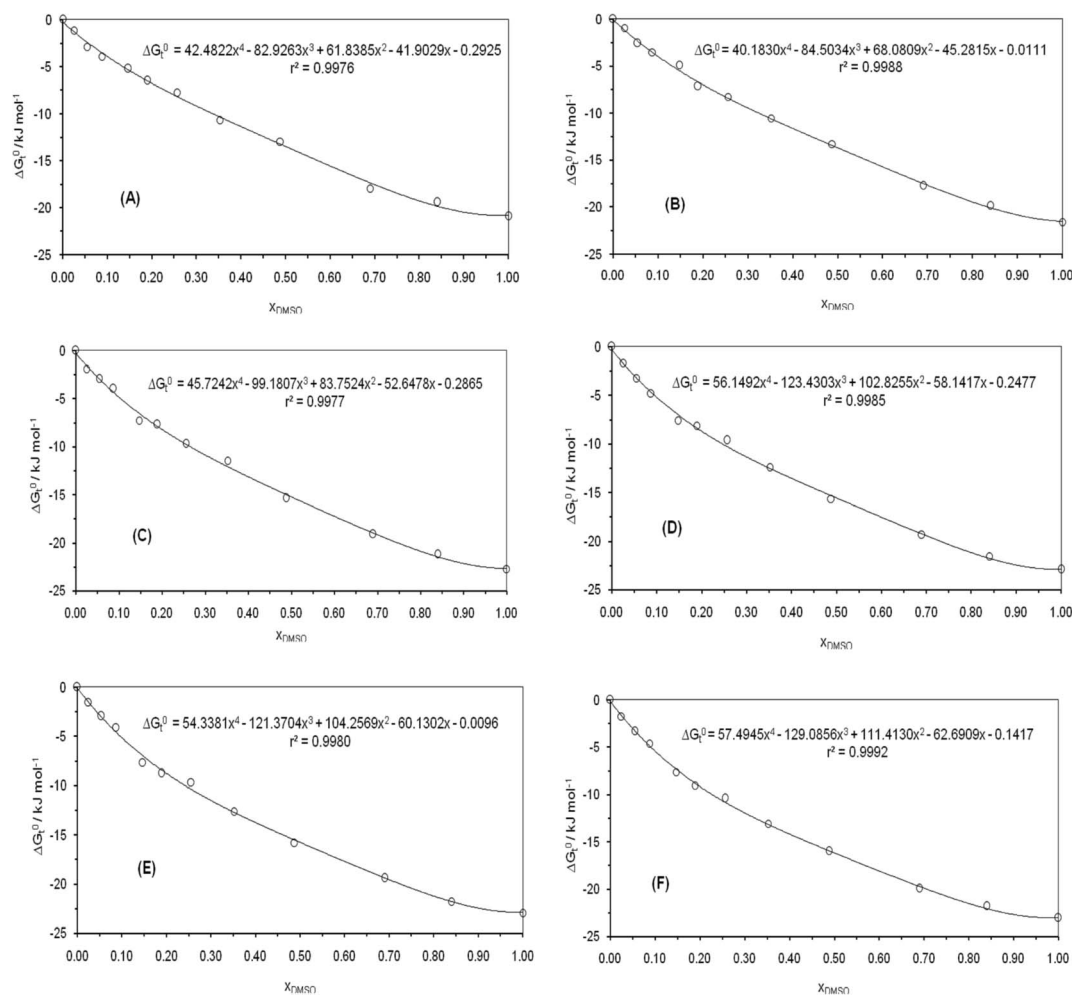 ΔGt⁰ = 42.4822x⁴ - 82.9263x³ + 61.8385x² - 41.9029x - 0.2925
r² = 0.9976
0
-5
-10
-15
-20
-25
ΔGt⁰ / kJ mol⁻¹
(A)
0.00 0.10 0.20 0.30 0.40 0.50 0.60 0.70 0.80 0.90 1.00
xDMSO
ΔGt⁰ = 40.1830x⁴ - 84.5034x³ + 68.0809x² - 45.2815x - 0.0111
r² = 0.9988
0
-5
-10
-15
-20
-25
ΔGt⁰ / kJ mol⁻¹
(B)
0.00 0.10 0.20 0.30 0.40 0.50 0.60 0.70 0.80 0.90 1.00
xDMSO
ΔGt⁰ = 45.7242x⁴ - 99.1807x³ + 83.7524x² - 52.6478x - 0.2865
r² = 0.9977
0
-5
-10
-15
-20
-25
ΔGt⁰ / kJ mol⁻¹
(C)
0.00 0.10 0.20 0.30 0.40 0.50 0.60 0.70 0.80 0.90 1.00
xDMSO
ΔGt⁰ = 56.1492x⁴ - 123.4303x³ + 102.8255x² - 58.1417x - 0.2477
r² = 0.9985
0
-5
-10
-15
-20
-25
ΔGt⁰ / kJ mol⁻¹
(D)
0.00 0.10 0.20 0.30 0.40 0.50 0.60 0.70 0.80 0.90 1.00
xDMSO
ΔGt⁰ = 54.3381x⁴ - 121.3704x³ + 104.2569x² - 60.1302x - 0.0096
r² = 0.9980
0
-5
-10
-15
-20
-25
ΔGt⁰ / kJ mol⁻¹
(E)
0.00 0.10 0.20 0.30 0.40 0.50 0.60 0.70 0.80 0.90 1.00
xDMSO
ΔGt⁰ = 57.4945x⁴ - 129.0856x³ + 111.4130x² - 62.6909x - 0.1417
r² = 0.9992
0
-5
-10
-15
-20
-25
ΔGt⁰ / kJ mol⁻¹
(F)
0.00 0.10 0.20 0.30 0.40 0.50 0.60 0.70 0.80 0.90 1.00
xDMSO